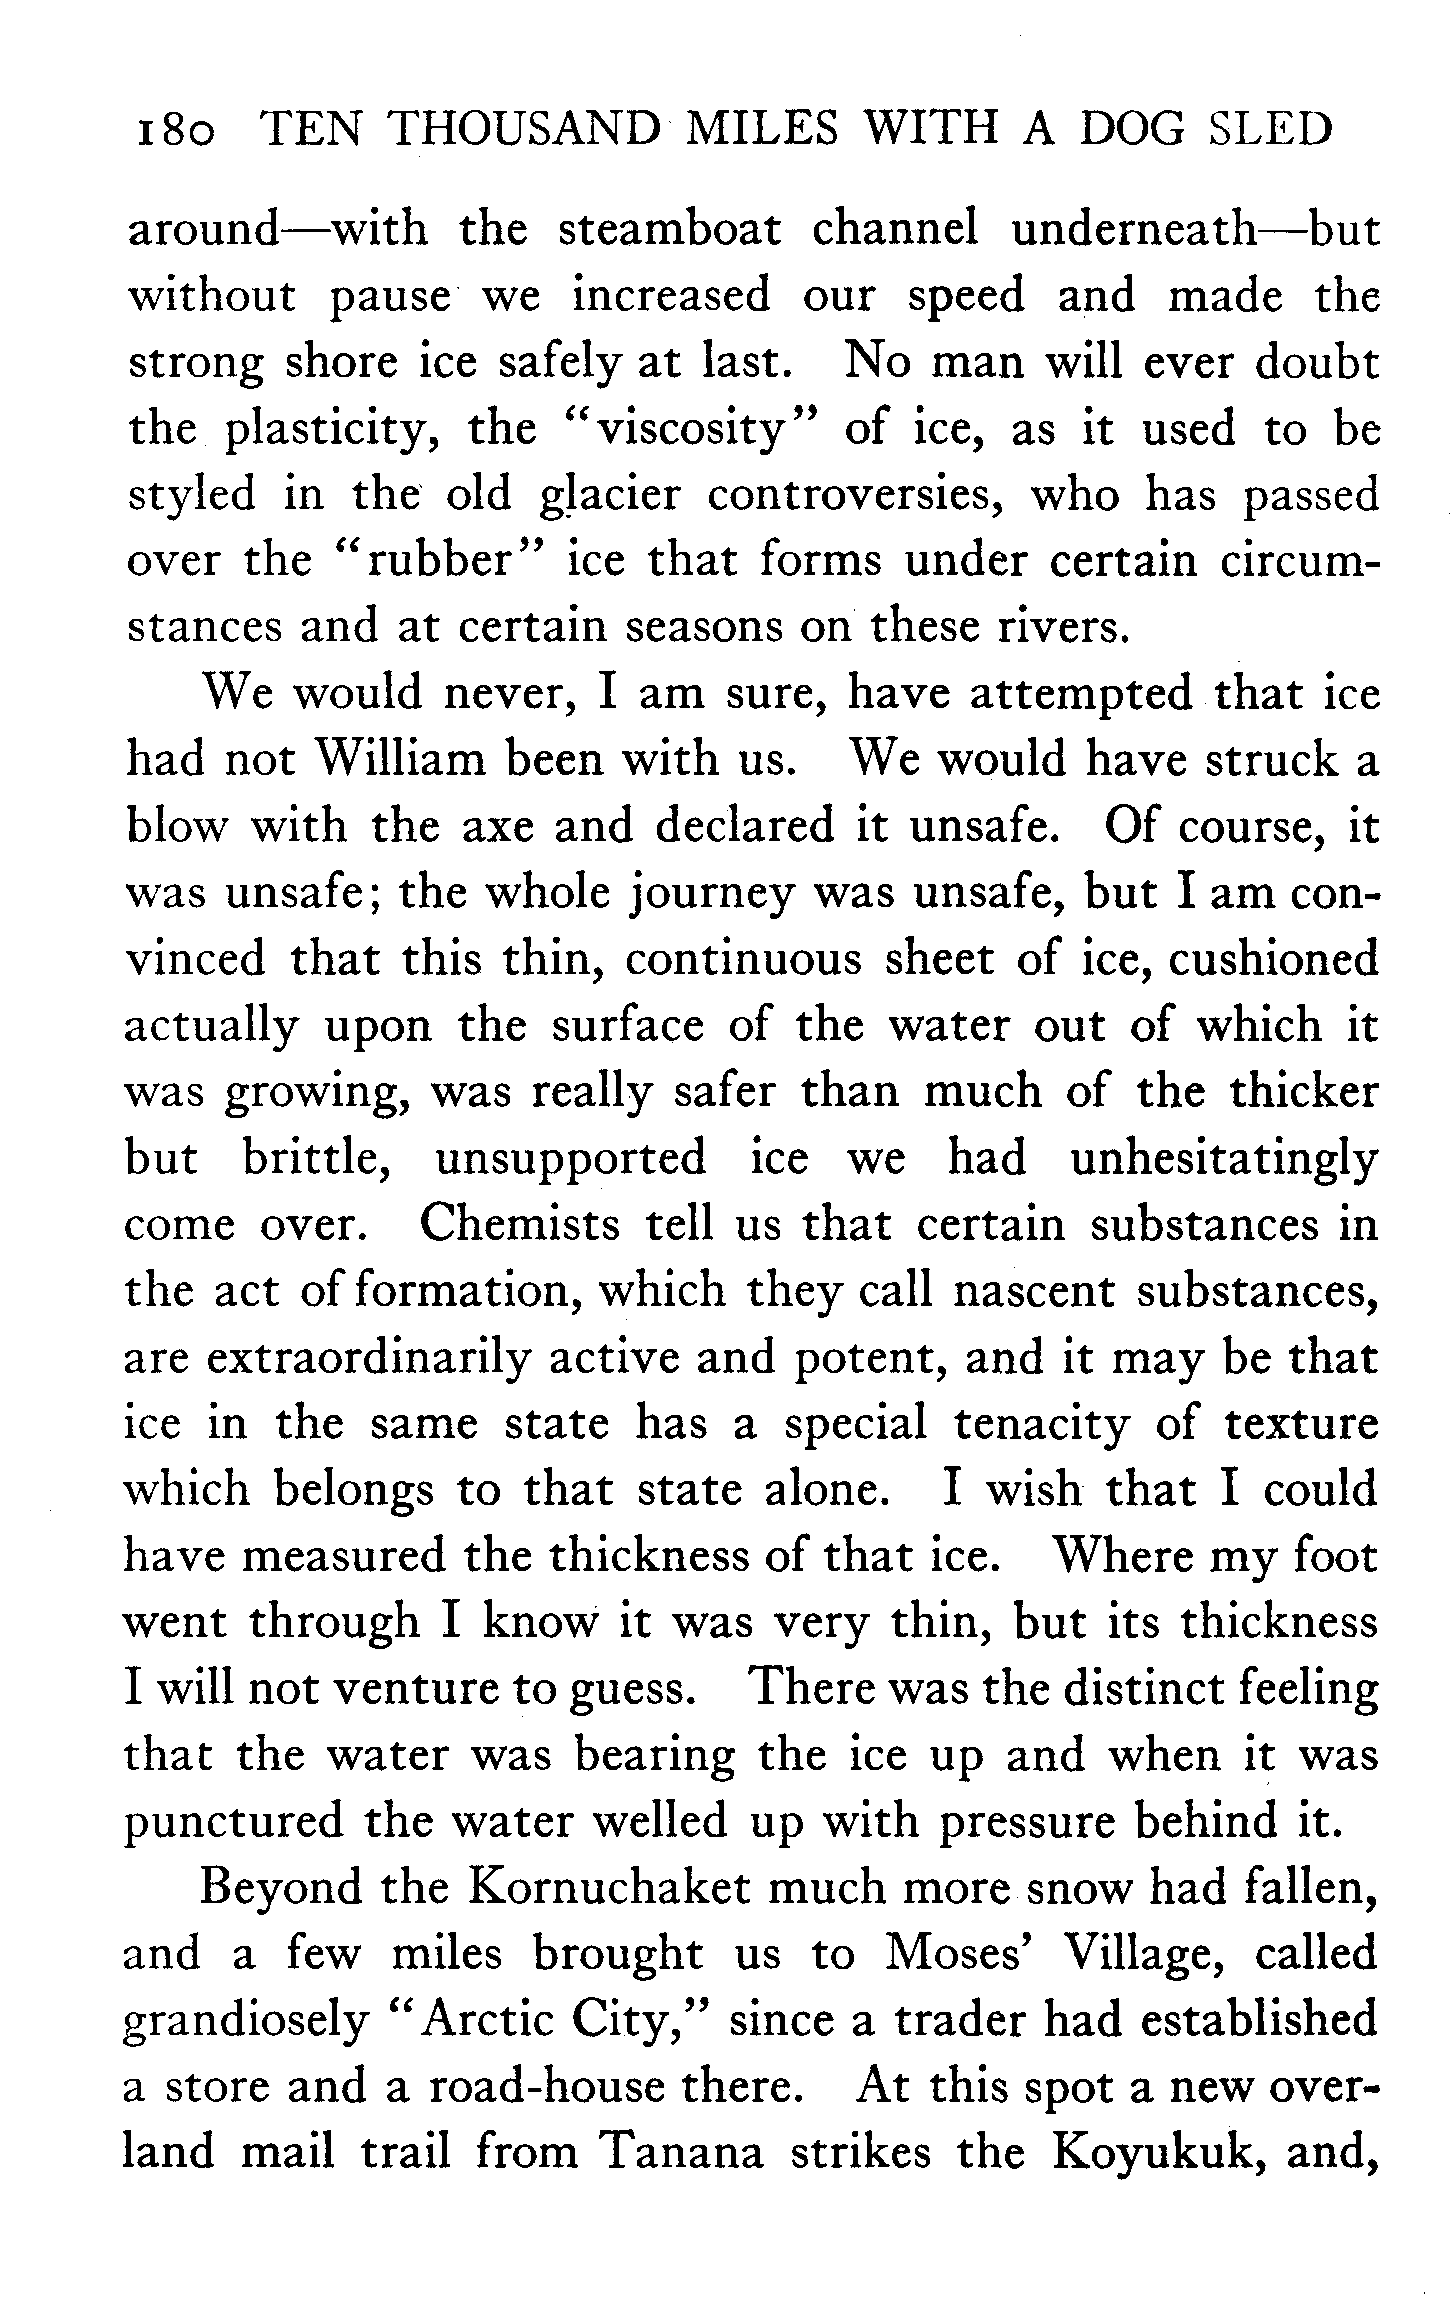 180 TEN THOUSAND MILES WITH A DOG SLED
around—with the steamboat channel underneath—but
without pause we increased our speed and made the
strong shore ice safely at last. No man will ever doubt
the plasticity, the "viscosity" of ice, as it used to be
styled in the old glacier controversies, who has passed
over the "rubber" ice that forms under certain circum-
stances and at certain seasons on these rivers.
We would never, I am sure, have attempted that ice
had not William been with us. We would have struck a
blow with the axe and declared it unsafe. Of course, it
was unsafe; the whole journey was unsafe, but I am con-
vinced that this thin, continuous sheet of ice, cushioned
actually upon the surface of the water out of which it
was growing, was really safer than much of the thicker
but brittle, unsupported ice we had unhesitatingly
come over. Chemists tell us that certain substances in
the act of formation, which they call nascent substances,
are extraordinarily active and potent, and it may be that
ice in the same state has a special tenacity of texture
which belongs to that state alone. I wish that I could
have measured the thickness of that ice. Where my foot
went through I know it was very thin, but its thickness
I will not venture to guess. There was the distinct feeling
that the water was bearing the ice up and when it was
punctured the water welled up with pressure behind it.
Beyond the Kornuchaket much more snow had fallen,
and a few miles brought us to Moses' Village, called
grandiosely "Arctic City," since a trader had established
a store and a road-house there. At this spot a new over-
land mail trail from Tanana strikes the Koyukuk, and,